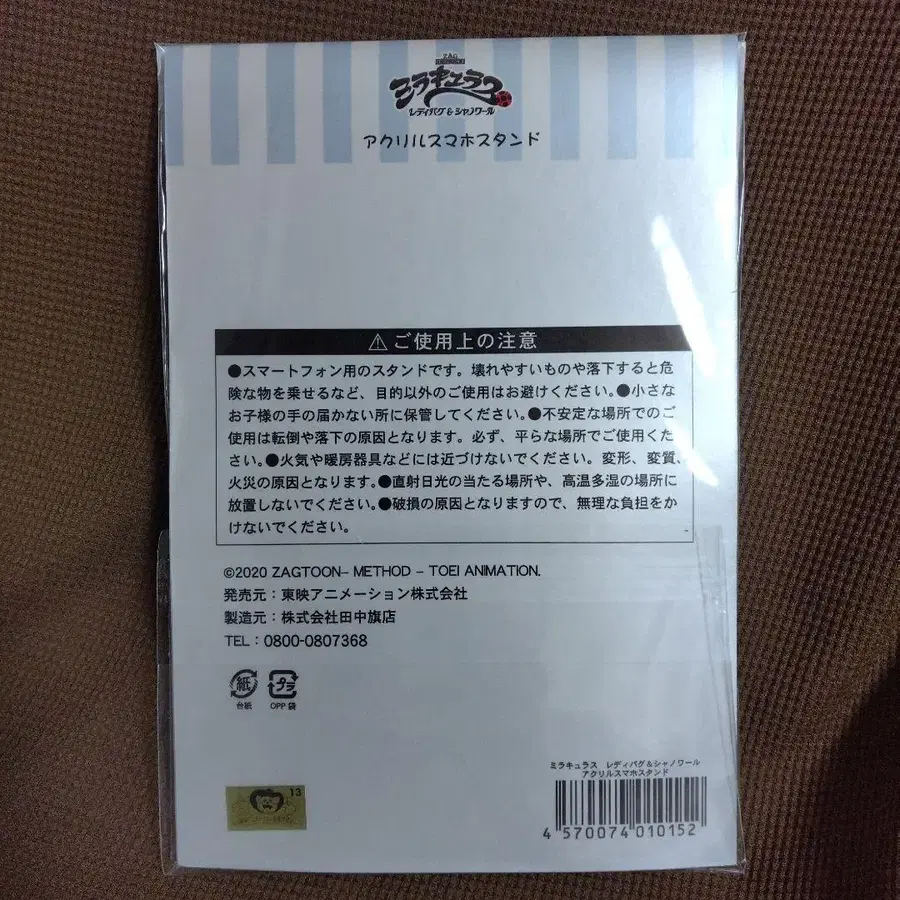 ZAG
ミラキュラス
レディバグ&シャノワール
アクリルスマホスタンド
⚠ご使用上の注意
●スマートフォン用のスタンドです。壊れやすいものや落下すると危
険な物を乗せるなど、目的以外のご使用はお避けください。●小さな
お子様の手の届かない所に保管してください。●不安定な場所でのご
使用は転倒や落下の原因となります。必ず、平らな場所でご使用くだ
さい。●火気や暖房器具などには近づけないでください。変形、変質、
火災の原因となります。●直射日光の当たる場所や、高温多湿の場所に
放置しないでください。●破損の原因となりますので、無理な負担をか
けないでください。
©2020 ZAGTOON– METHOD – TOEI ANIMATION.
発売元：東映アニメーション株式会社
製造元：株式会社田中旗店
TEL：0800-0807368
紙 プラ
台紙 OPP 袋
ミラキュラス レディバグ&シャノワール
アクリルスマホスタンド
13
4 570074 010152